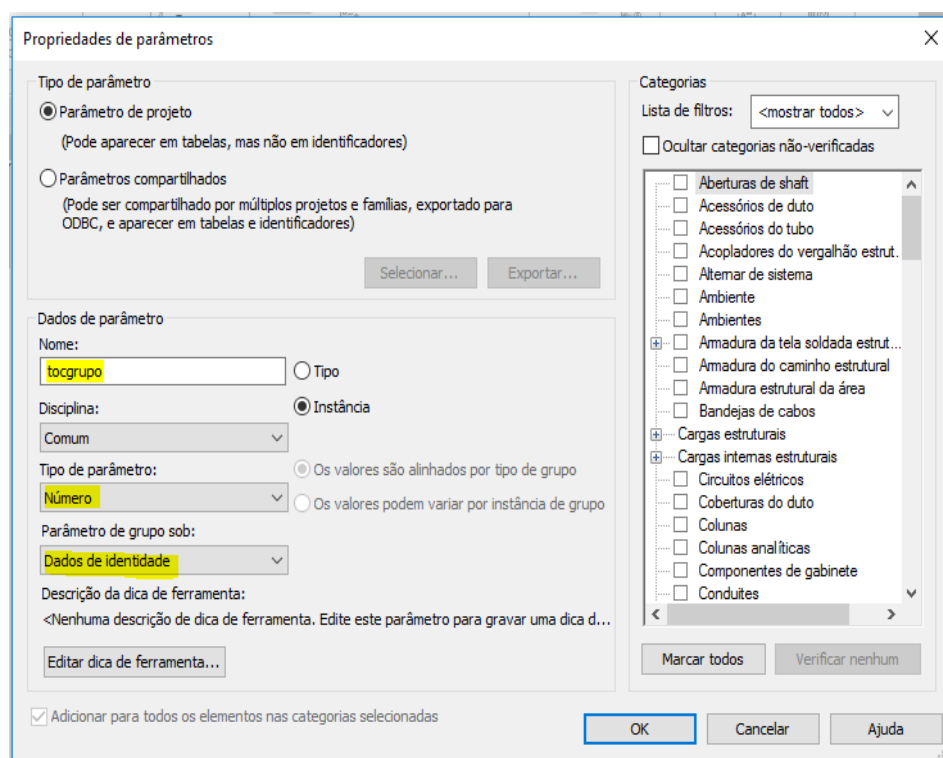 Propriedades de parâmetros
Tipo de parâmetro
Parâmetro de projeto
(Pode aparecer em tabelas, mas não em identificadores)
Parâmetros compartilhados
(Pode ser compartilhado por múltiplos projetos e famílias, exportado para
ODBC, e aparecer em tabelas e identificadores)
Selecionar...
Exportar...
Dados de parâmetro
Nome:
tocgrupo
Tipo
Disciplina:
Instância
Comum
Tipo de parâmetro:
Os valores são alinhados por tipo de grupo
Número
Os valores podem variar por instância de grupo
Parâmetro de grupo sob:
Dados de identidade
Descrição da dica de ferramenta:
<Nenhuma descrição de dica de ferramenta. Edite este parâmetro para gravar uma dica d...
Editar dica de ferramenta...
Adicionar para todos os elementos nas categorias selecionadas
Categorias
Lista de filtros:
<mostrar todos>
Ocultar categorias não-verificadas
Aberturas de shaft
Acessórios de duto
Acessórios do tubo
Acopladores do vergalhão estrut.
Alternar de sistema
Ambiente
Ambientes
Armadura da tela soldada estrut...
Armadura do caminho estrutural
Armadura estrutural da área
Bandejas de cabos
Cargas estruturais
Cargas internas estruturais
Circuitos elétricos
Coberturas do duto
Colunas
Colunas analíticas
Componentes de gabinete
Conduites
Marcar todos
Verificar nenhum
OK
Cancelar
Ajuda